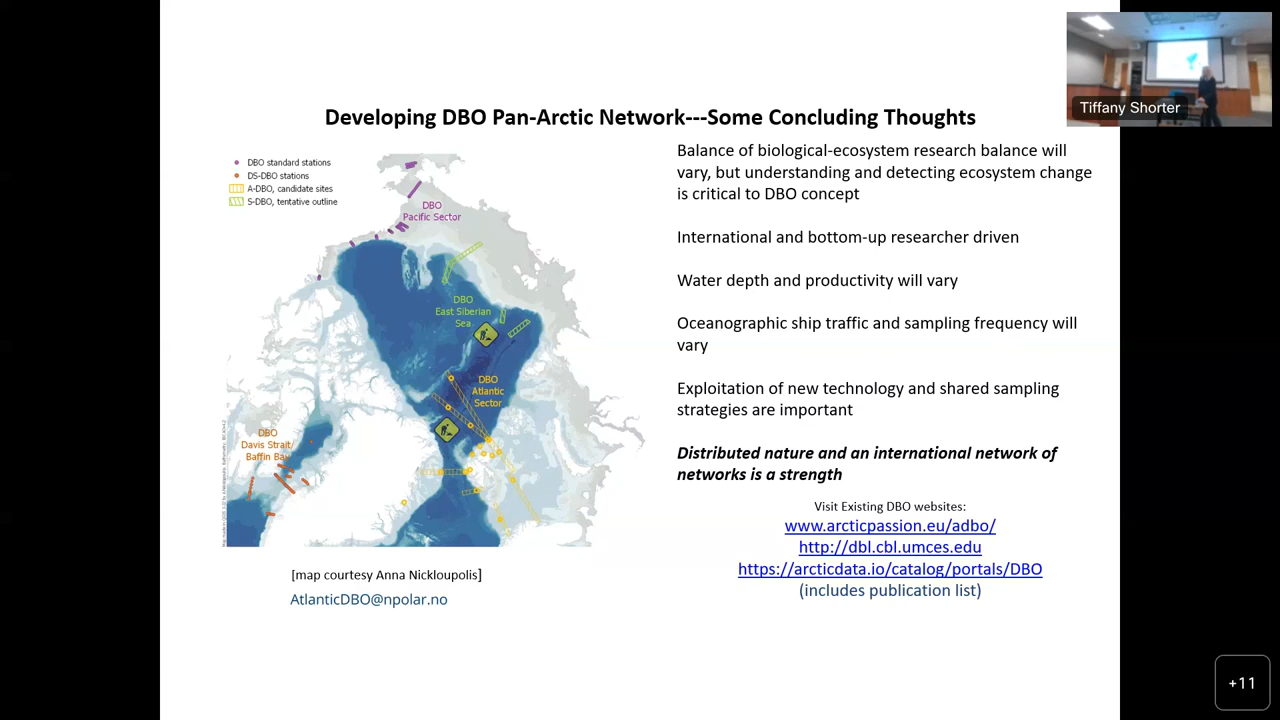 Tiffany Shorter
Developing DBO Pan-Arctic Network---Some Concluding Thoughts
DBO standard stations
DS-DBO stations
A-DBO, candidate sites
S-DBO, tentative outline
DBO
Pacific Sector
DBO
East Siberian
Sea
DBO
Atlantic
Sector
DBO
Davis Strait/
Baffin Bay
[map courtesy Anna Nickloupolis]
AtlanticDBO@npolar.no
Balance of biological-ecosystem research balance will
vary, but understanding and detecting ecosystem change
is critical to DBO concept
International and bottom-up researcher driven
Water depth and productivity will vary
Oceanographic ship traffic and sampling frequency will
vary
Exploitation of new technology and shared sampling
strategies are important
Distributed nature and an international network of
networks is a strength
Visit Existing DBO websites:
www.arcticpassion.eu/adbo/
http://dbl.cbl.umces.edu
https://arcticdata.io/catalog/portals/DBO
(includes publication list)
+11